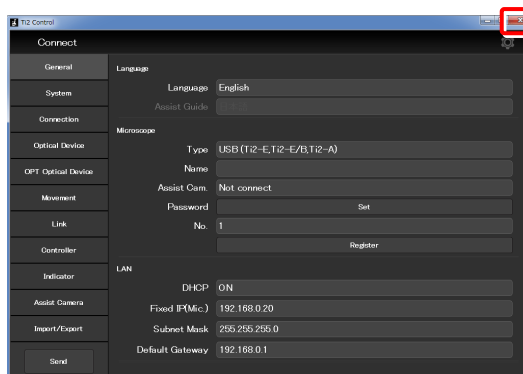 Ti2 Control
Connect
General
System
Connection
Optical Device
OPT Optical Device
Movement
Link
Controller
Indicator
Assist Camera
Import/Export
Send
Language
Language English
Assist Guide
Microscope
Type USB (Ti2-E,Ti2-E/B,Ti2-A)
Name
Assist Cam. Not connect
Password Set
No. 1
Register
LAN
DHCP ON
Fixed IP(Mic.) 192.168.0.20
Subnet Mask 255.255.255.0
Default Gateway 192.168.0.1